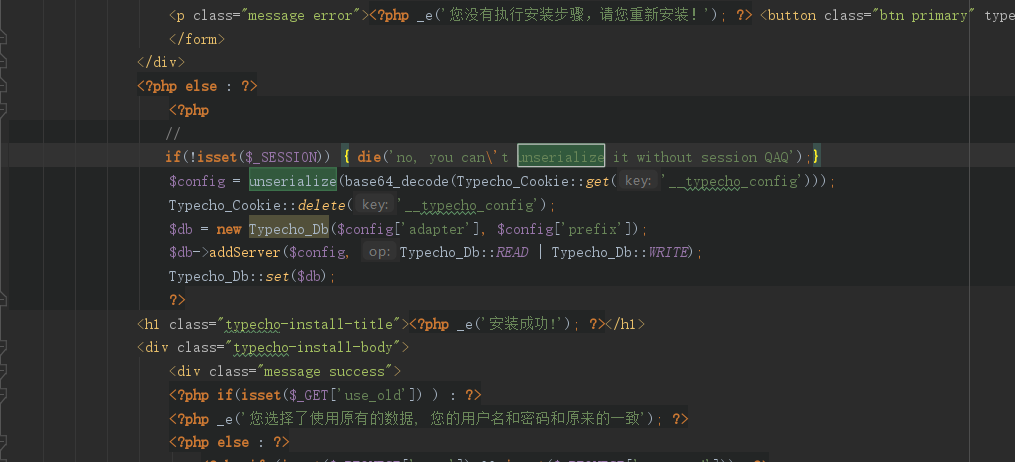 <p class="message error"><?php _e('您没有执行安装步骤，请您重新安装！'); ?> <button class="btn primary" type
</form>
</div>
<?php else : ?>
<?php
//
if(!isset($_SESSION)) { die('no, you can\'t unserialize it without session QAQ');}
$config = unserialize(base64_decode(Typecho_Cookie::get( key: '__typecho_config')));
Typecho_Cookie::delete( key: '__typecho_config');
$db = new Typecho_Db($config['adapter'], $config['prefix']);
$db->addServer($config, op: Typecho_Db::READ | Typecho_Db::WRITE);
Typecho_Db::set($db);
?>
<h1 class="typecho-install-title"><?php _e('安装成功!'); ?></h1>
<div class="typecho-install-body">
<div class="message success">
<?php if(isset($_GET['use_old']) ) : ?>
<?php _e('您选择了使用原有的数据, 您的用户名和密码和原来的一致'); ?>
<?php else : ?>